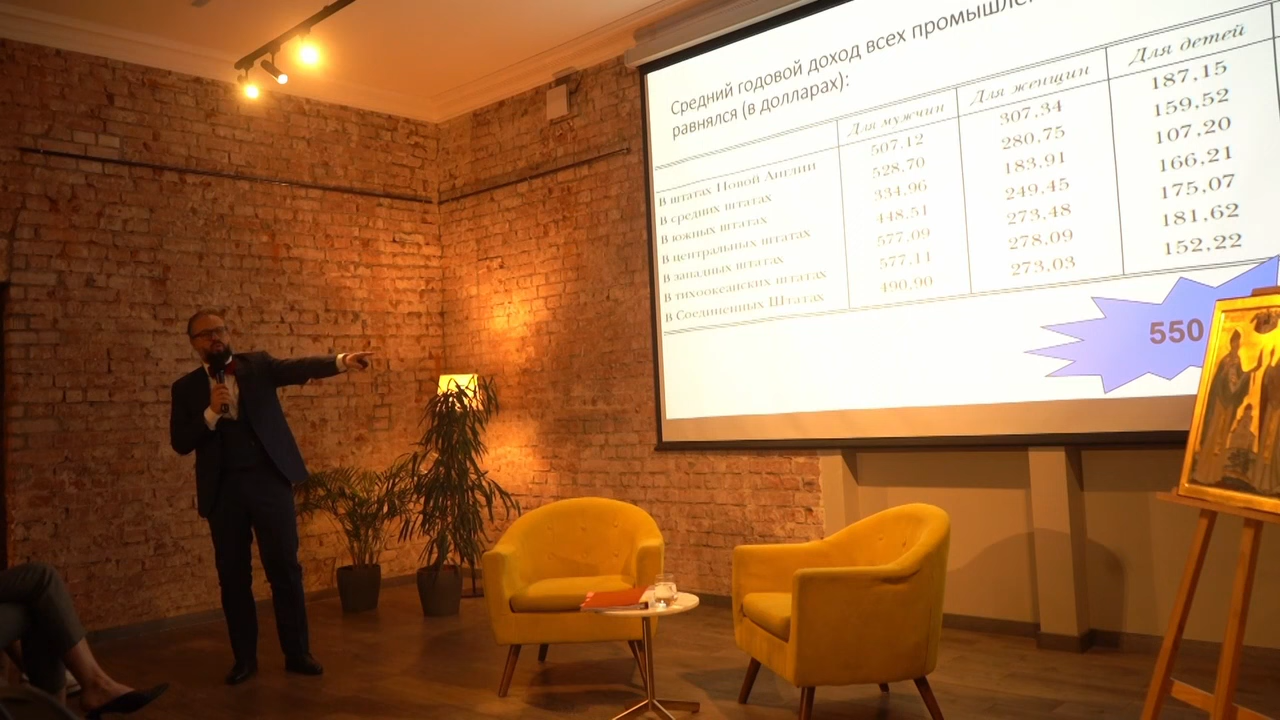 Средний годовой доход всех
равнялся (в долларах):
Для мужчин Для женщин Для детей
В штатах Новой Англии 507,12 307,34 187,15
В средних штатах 528,70 280,75 159,52
В южных штатах 334,96 183,91 107,20
В центральных штатах 448,51 249,45 166,21
В западных штатах 577,09 273,48 175,07
В тихоокеанских штатах 577,11 278,09 181,62
В Соединенных Штатах 490,90 273,03 152,22
550